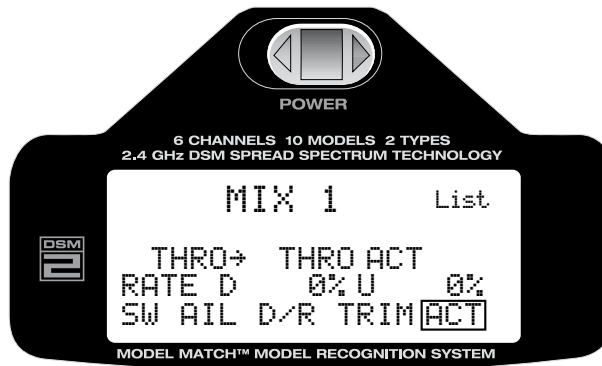 POWER
6 CHANNELS 10 MODELS 2 TYPES
2.4 GHz DSM SPREAD SPECTRUM TECHNOLOGY
MIX 1 List
DSM
2
THRO→ THRO ACT
RATE D 0% U 0%
SW AIL D/R TRIM ACT
MODEL MATCH™ MODEL RECOGNITION SYSTEM